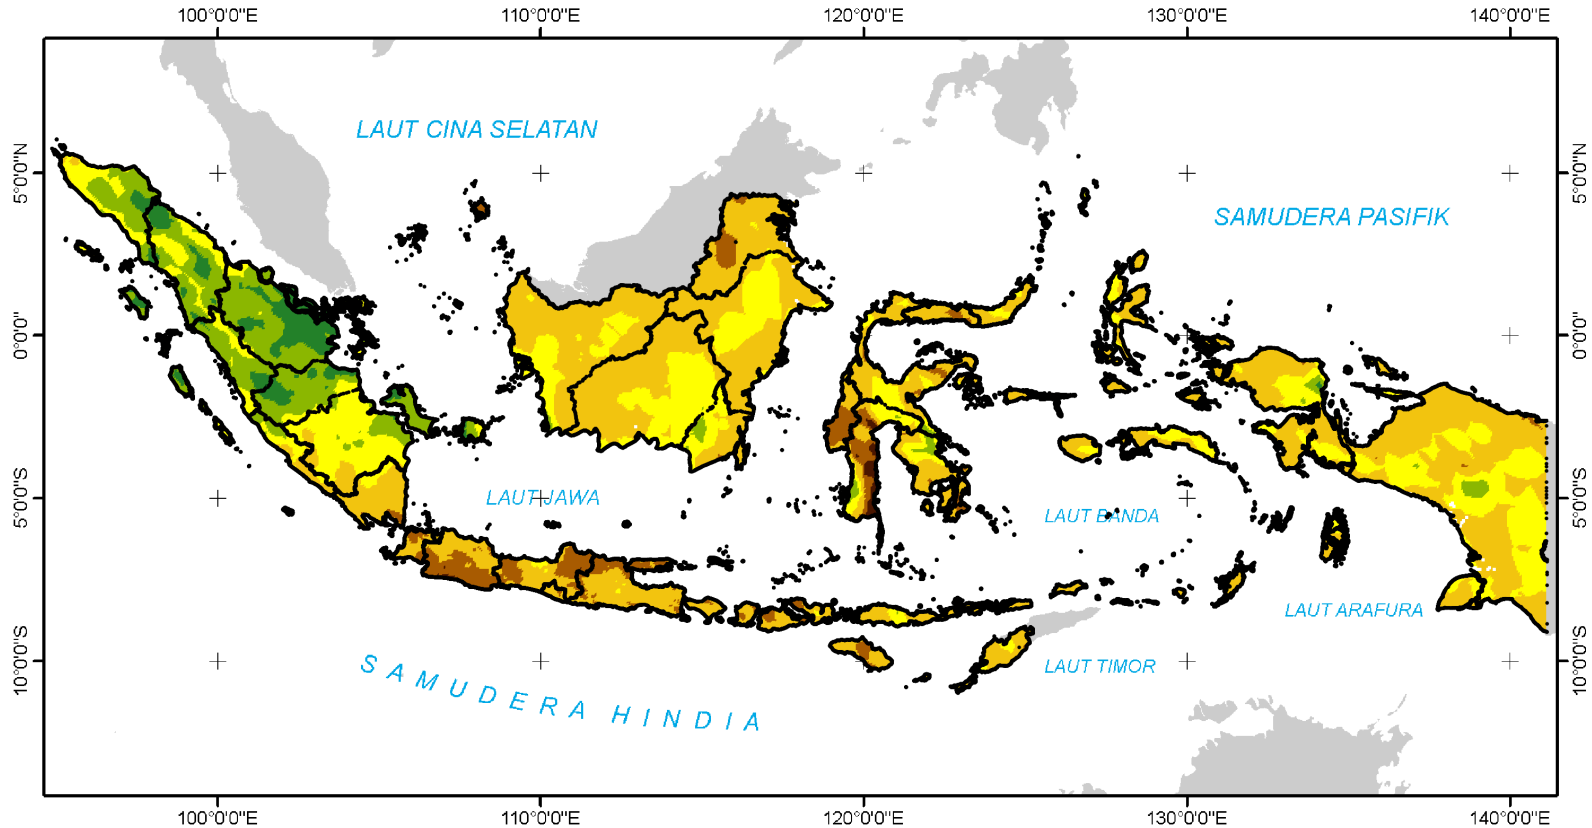 100°0'0"E 110°0'0"E 120°0'0"E 130°0'0"E 140°0'0"E
LAUT CINA SELATAN
5°0'0"N 5°0'0"N
SAMUDERA PASIFIK
0°0'0" 0°0'0"
5°0'0"S 5°0'0"S
LAUT JAWA
LAUT BANDA
LAUT ARAFURA
10°0'0"S 10°0'0"S
LAUT TIMOR
SAMUDERA HINDIA
100°0'0"E 110°0'0"E 120°0'0"E 130°0'0"E 140°0'0"E